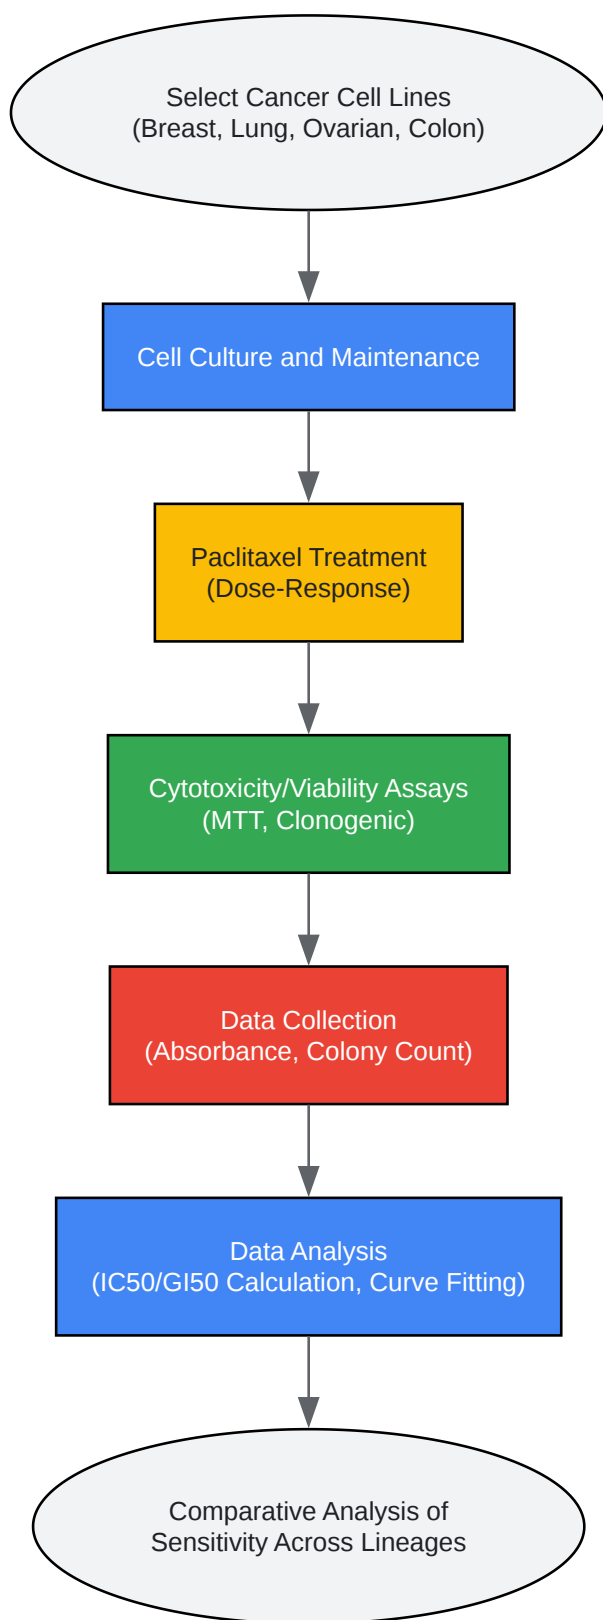 Select Cancer Cell Lines
(Breast, Lung, Ovarian, Colon)
Cell Culture and Maintenance
Paclitaxel Treatment
(Dose-Response)
Cytotoxicity/Viability Assays
(MTT, Clonogenic)
Data Collection
(Absorbance, Colony Count)
Data Analysis
(IC50/GI50 Calculation, Curve Fitting)
Comparative Analysis of
Sensitivity Across Lineages